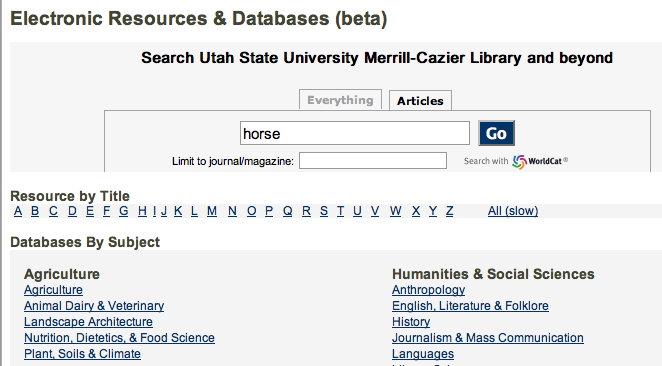 Electronic Resources & Databases (beta)
Search Utah State University Merrill-Cazier Library and beyond
Everything Articles
horse Go
Limit to journal/magazine: Search with WorldCat®
Resource by Title
A B C D E F G H I J K L M N O P Q R S T U V W X Y Z All (slow)
Databases By Subject
Agriculture
Agriculture
Animal Dairy & Veterinary
Landscape Architecture
Nutrition, Dietetics, & Food Science
Plant, Soils & Climate
Humanities & Social Sciences
Anthropology
English, Literature & Folklore
History
Journalism & Mass Communication
Languages